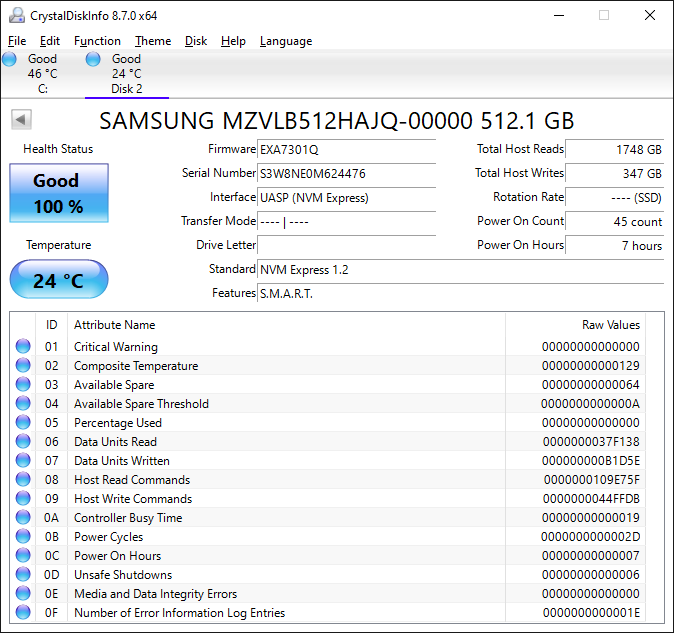 CrystalDiskInfo 8.7.0 x64
File Edit Function Theme Disk Help Language
Good Good
46 °C 24 °C
C: Disk 2
SAMSUNG MZVLB512HAJQ-00000 512.1 GB
Health Status
Good
100 %
Temperature
24 °C
Firmware EXA7301Q
Serial Number S3W8NE0M624476
Interface UASP (NVM Express)
Transfer Mode ---- | ----
Drive Letter
Standard NVM Express 1.2
Features S.M.A.R.T.
Total Host Reads 1748 GB
Total Host Writes 347 GB
Rotation Rate ---- (SSD)
Power On Count 45 count
Power On Hours 7 hours
ID Attribute Name Raw Values
01 Critical Warning 00000000000000
02 Composite Temperature 00000000000129
03 Available Spare 00000000000064
04 Available Spare Threshold 0000000000000A
05 Percentage Used 00000000000000
06 Data Units Read 0000000037F138
07 Data Units Written 000000000B1D5E
08 Host Read Commands 0000000109E75F
09 Host Write Commands 0000000044FFDB
0A Controller Busy Time 00000000000019
0B Power Cycles 0000000000002D
0C Power On Hours 00000000000007
0D Unsafe Shutdowns 00000000000006
0E Media and Data Integrity Errors 00000000000000
0F Number of Error Information Log Entries 0000000000001E